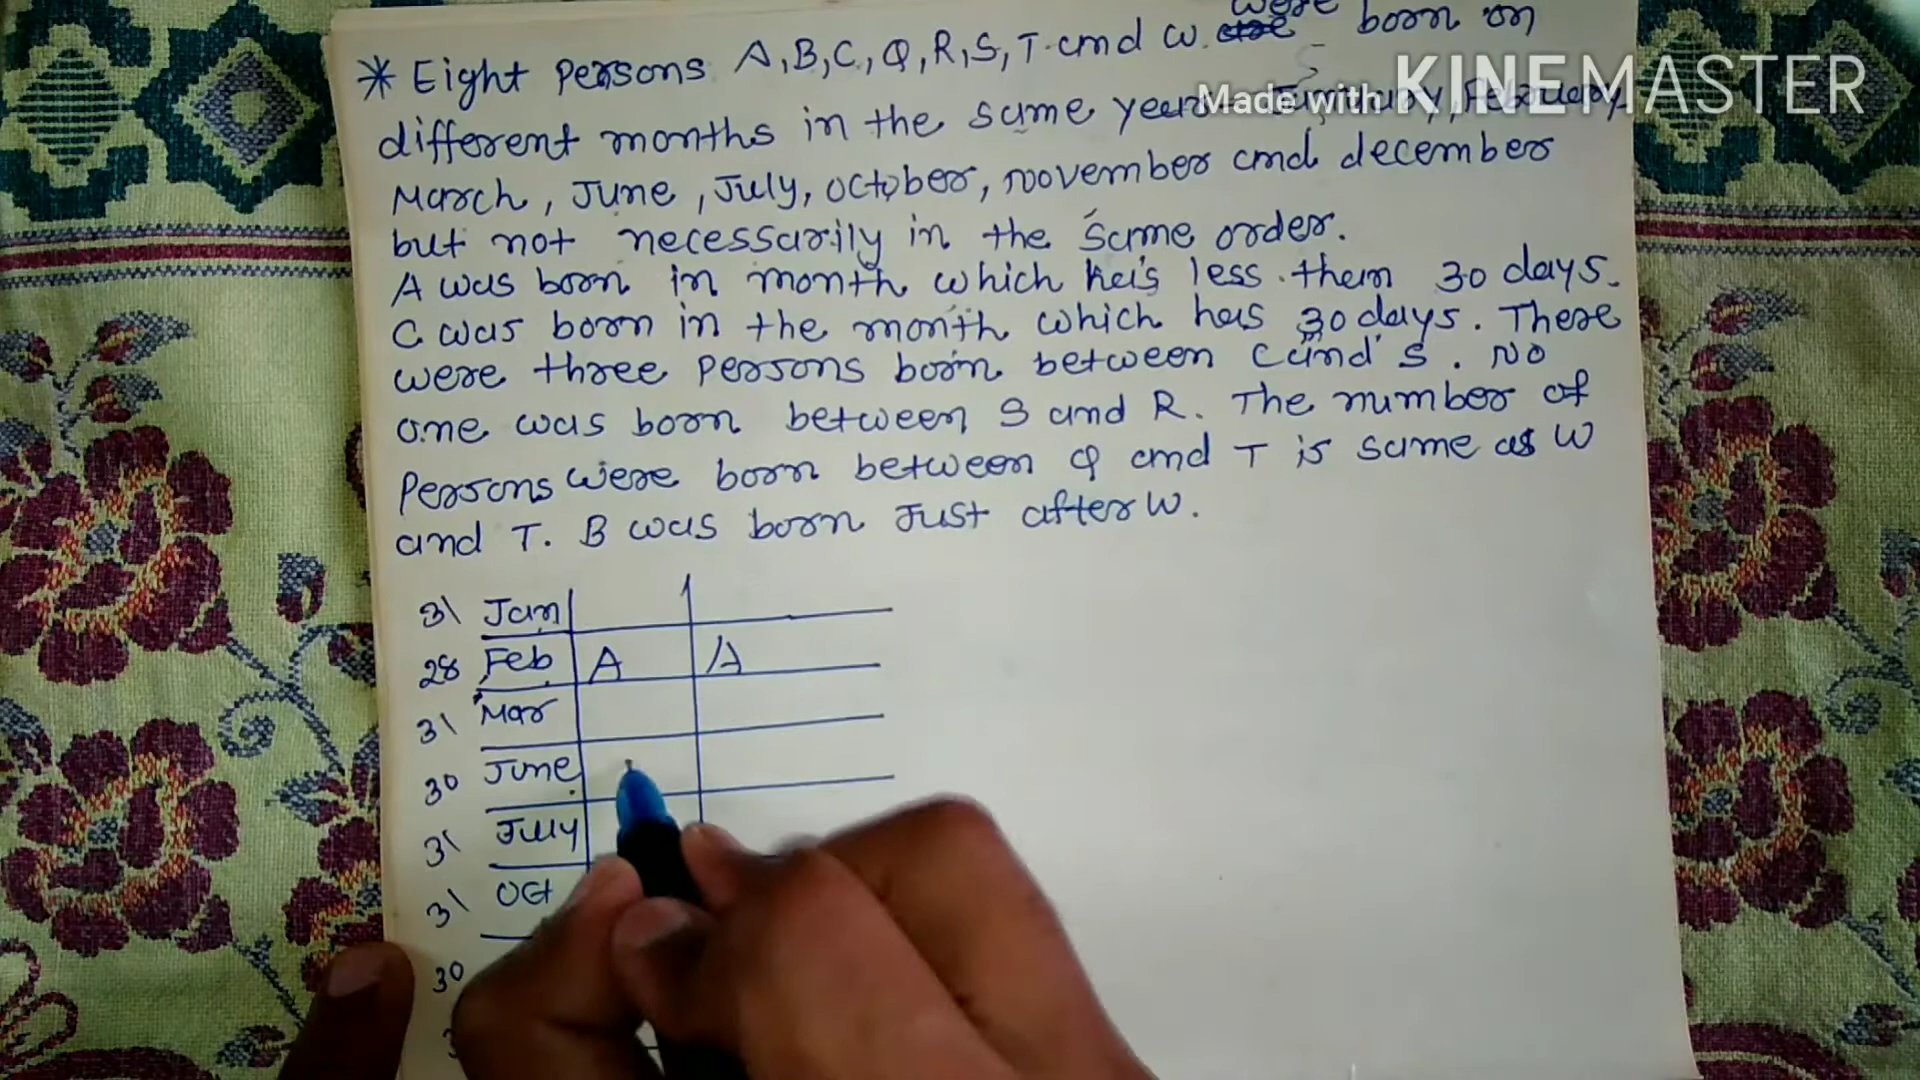 were
* Eight Persons A, B, C, Q, R, S, T and W. born on
Made with KINEMASTER
different months in the same year January, February
March, June, July, October, november and december
but not necessarily in the same order.
A was born in month which has less than 30 days.
C was born in the month which has 30 days. There
were three persons born between C and S. No
one was born between S and R. The number of
Persons were born between Q and T is same as W
and T. B was born Just after W.
31 Jan
28 Feb A A
31 Mar
30 June
31 July
31 Oct
30